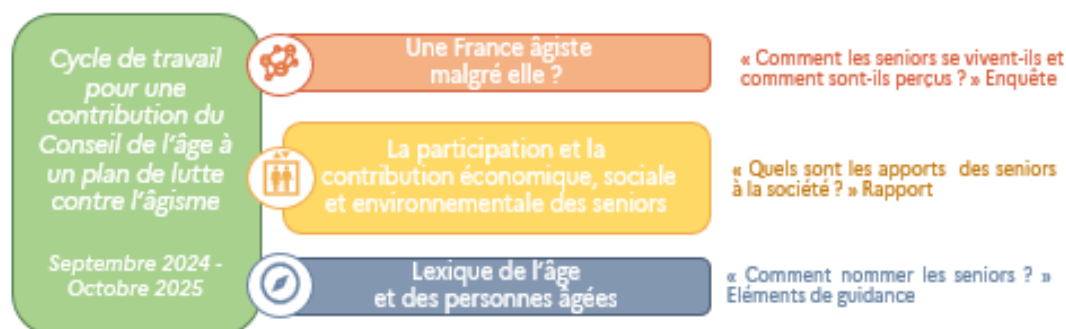 Cycle de travail
pour une
contribution du
Conseil de l'âge à
un plan de lutte
contre l'âgisme
Septembre 2024 -
Octobre 2025
Une France âgiste
malgré elle ?
« Comment les seniors se vivent-ils et
comment sont-ils perçus ? » Enquête
La participation et la
contribution économique, sociale
et environnementale des seniors
« Quels sont les apports des seniors
à la société ? » Rapport
Lexique de l'âge
et des personnes âgées
« Comment nommer les seniors ? »
Eléments de guidance